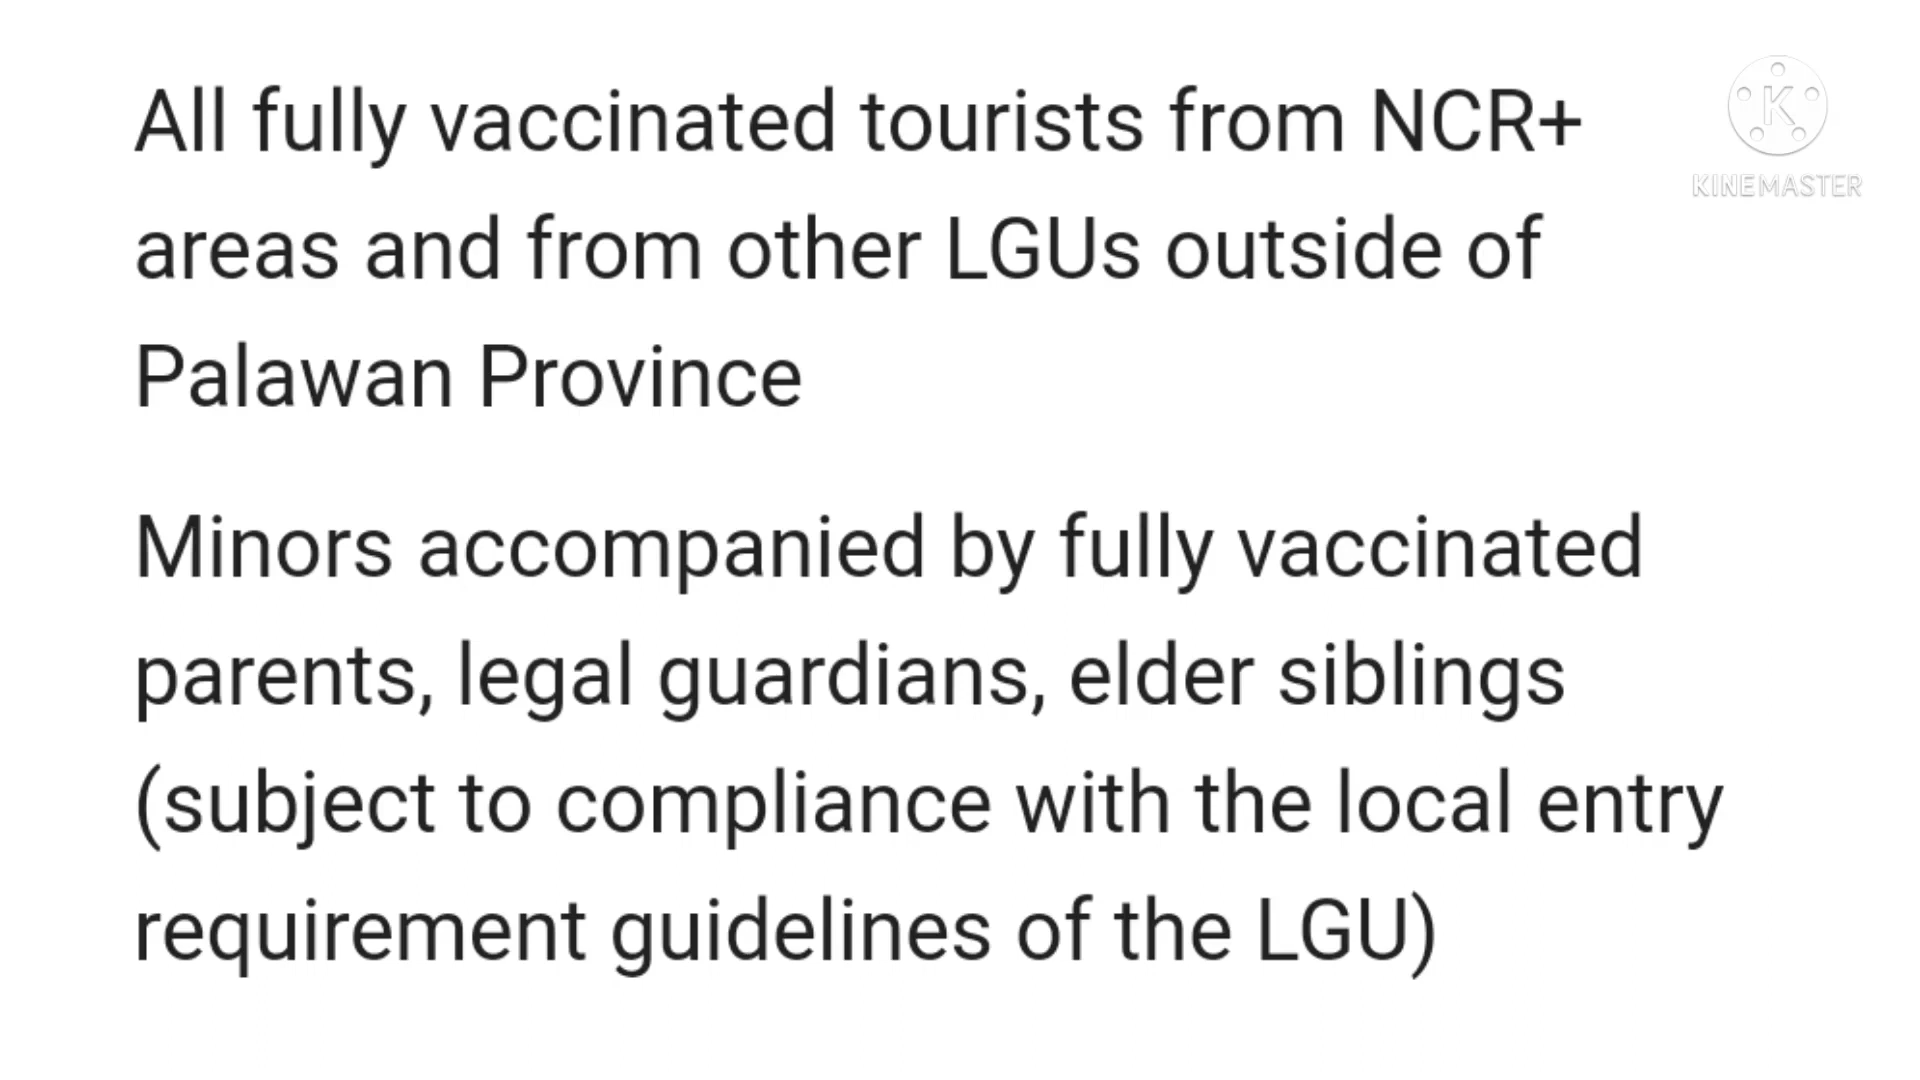 All fully vaccinated tourists from NCR+
areas and from other LGUs outside of
Palawan Province
Minors accompanied by fully vaccinated
parents, legal guardians, elder siblings
(subject to compliance with the local entry
requirement guidelines of the LGU)
K
KINEMASTER